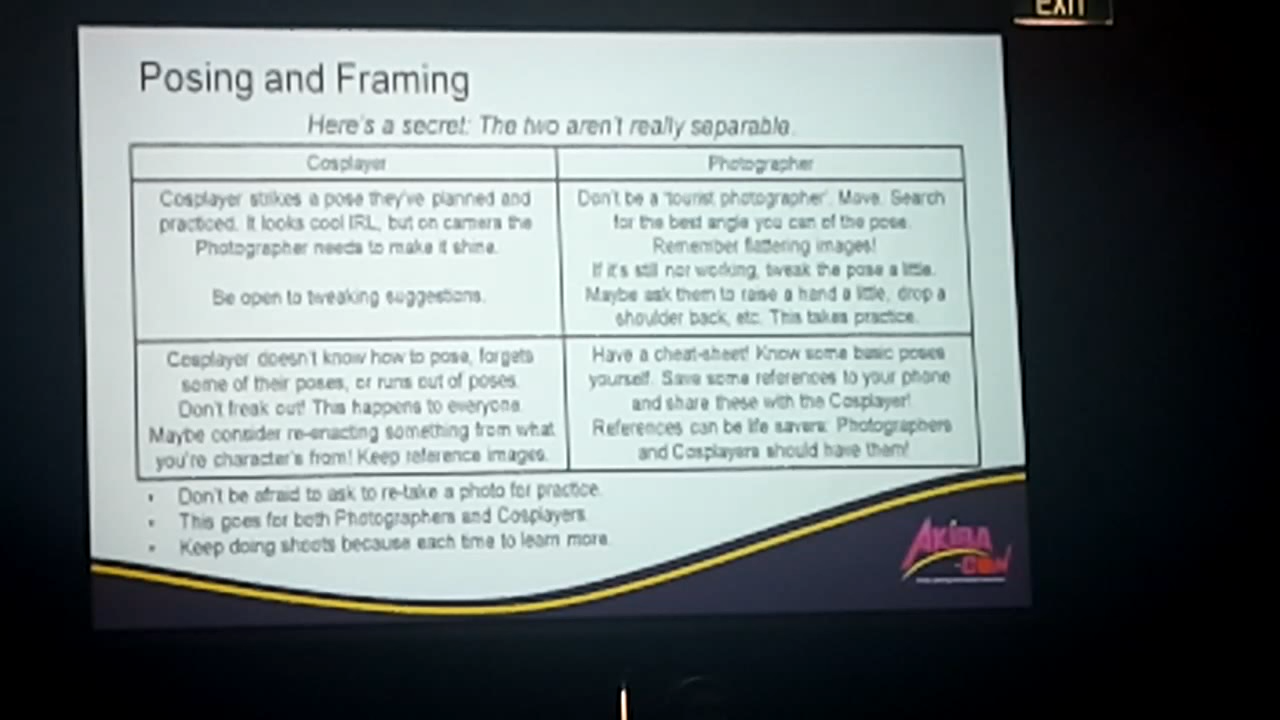 EXIT
Posing and Framing
Here's a secret: The two aren't really separable.
Cosplayer
Photographer
Cosplayer strikes a pose they've planned and
practiced. It looks cool IRL, but on camera the
Photographer needs to make it shine.
Be open to tweaking suggestions.
Don't be a 'tourist photographer'. Move. Search
for the best angle you can of the pose.
Remember flattering images!
If it's still nor working, tweak the pose a little.
Maybe ask them to raise a hand a little, drop a
shoulder back, etc. This takes practice.
Cosplayer doesn't know how to pose, forgets
some of their poses, or runs out of poses.
Don't freak out! This happens to everyone.
Maybe consider re-enacting something from what
you're character's from! Keep reference images.
Have a cheat-sheet! Know some basic poses
yourself. Save some references to your phone
and share these with the Cosplayer!
References can be life savers: Photographers
and Cosplayers should have them!
• Don't be afraid to ask to re-take a photo for practice.
• This goes for both Photographers and Cosplayers
• Keep doing shoots because each time to learn more.
AKIBA
-CON